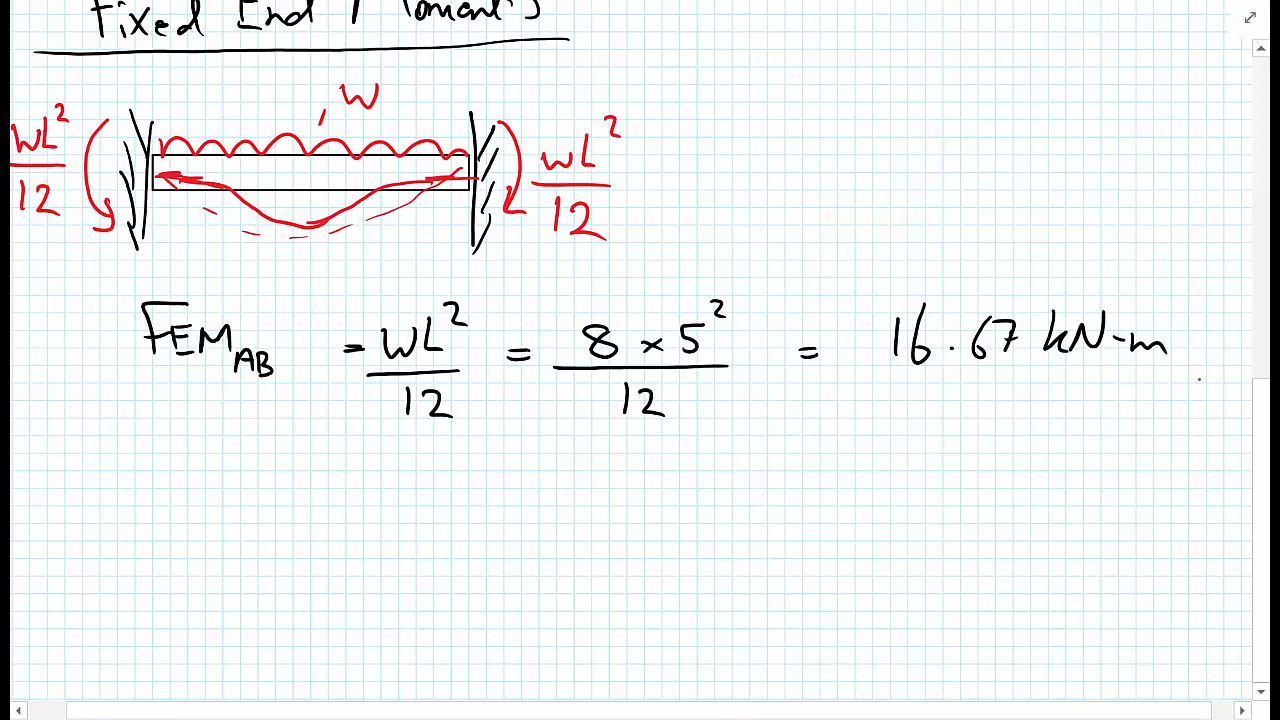 Fixed End Moments
W
WL²/12
WL²/12
FEM_AB = WL²/12 = 8 × 5²/12 = 16.67 kN-m